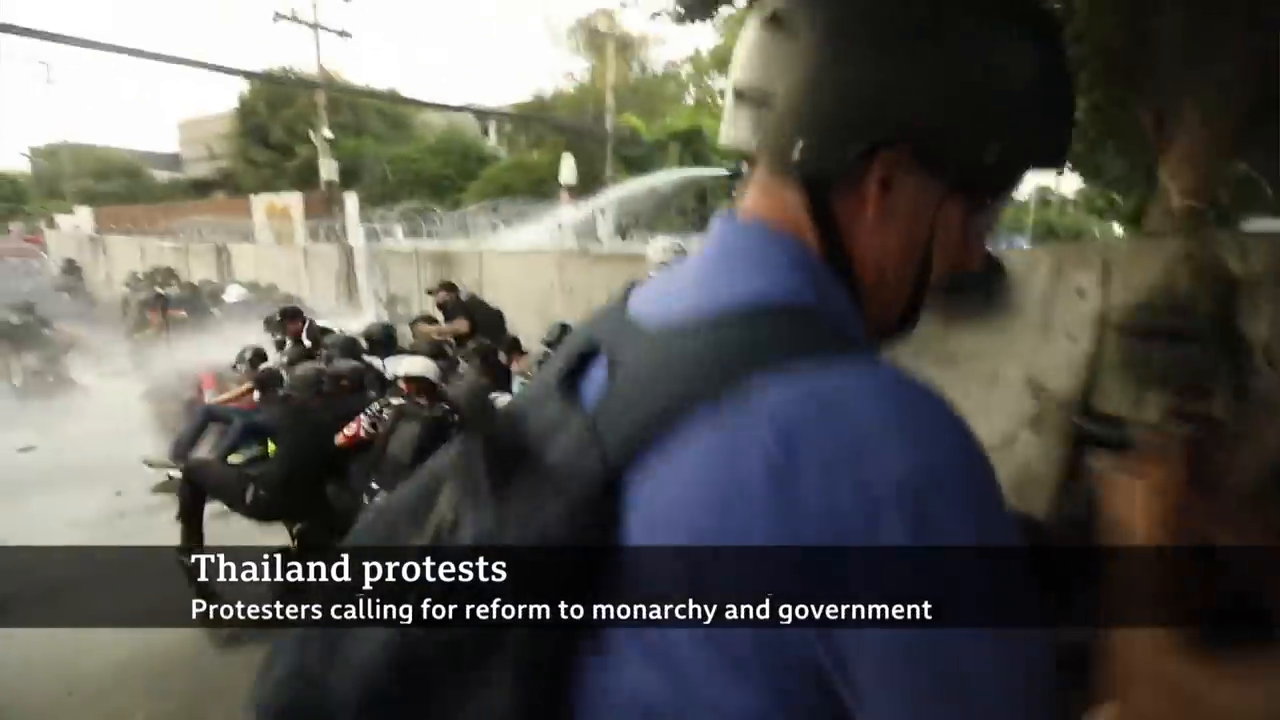 Thailand protests
Protesters calling for reform to monarchy and government